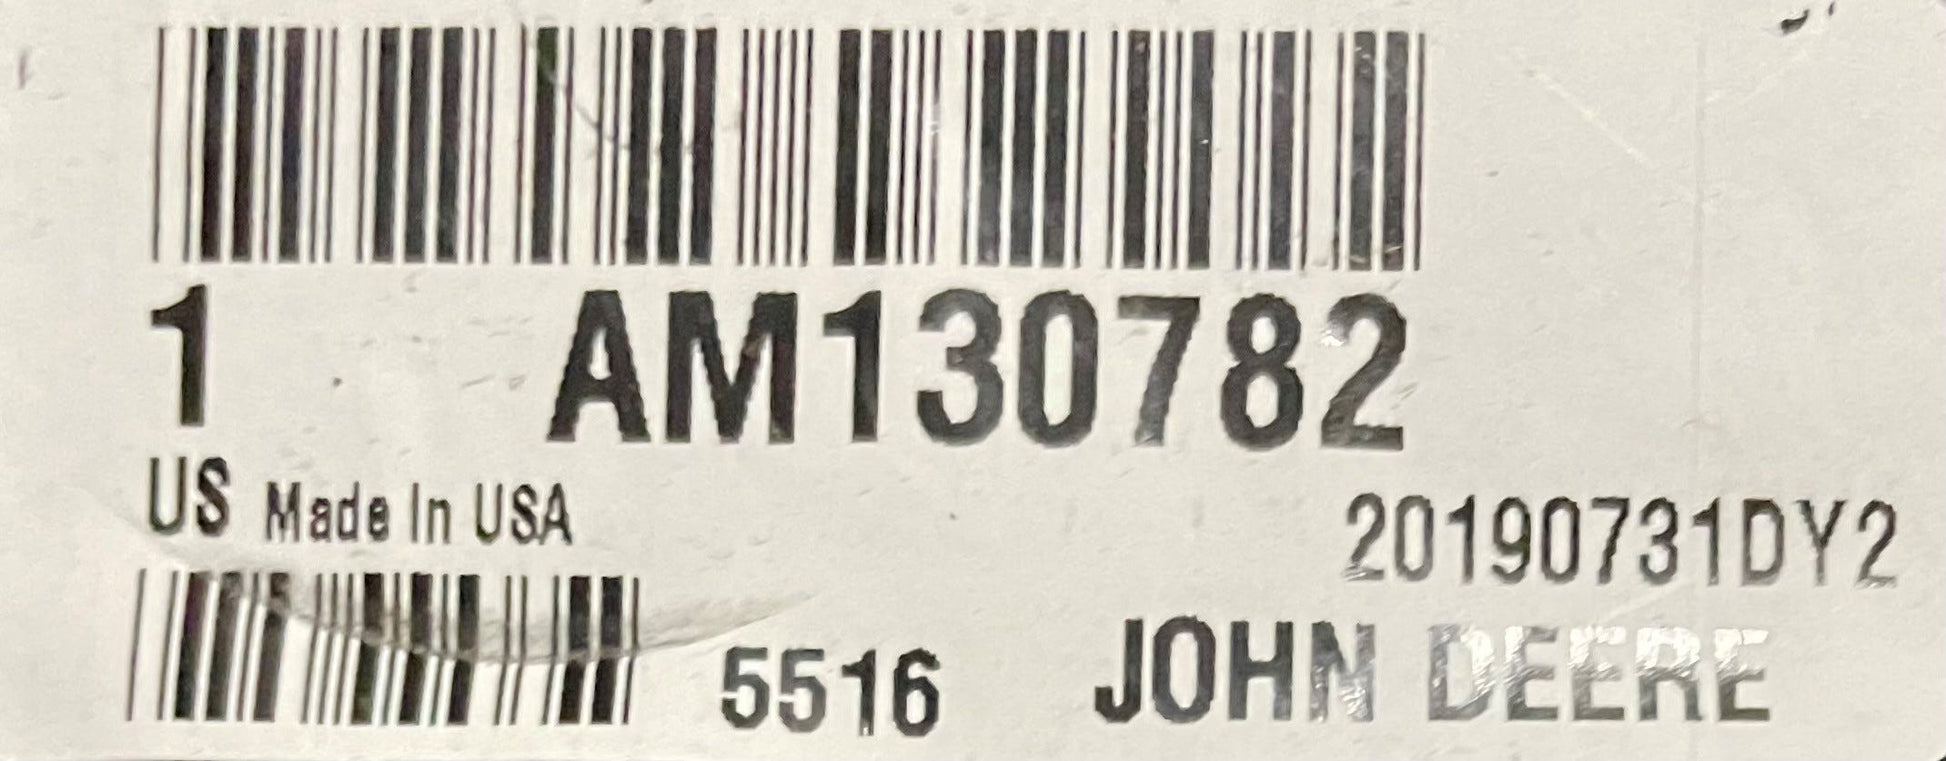 1 AM130782
US Made In USA
20190731DY2
5516 JOHN DEERE